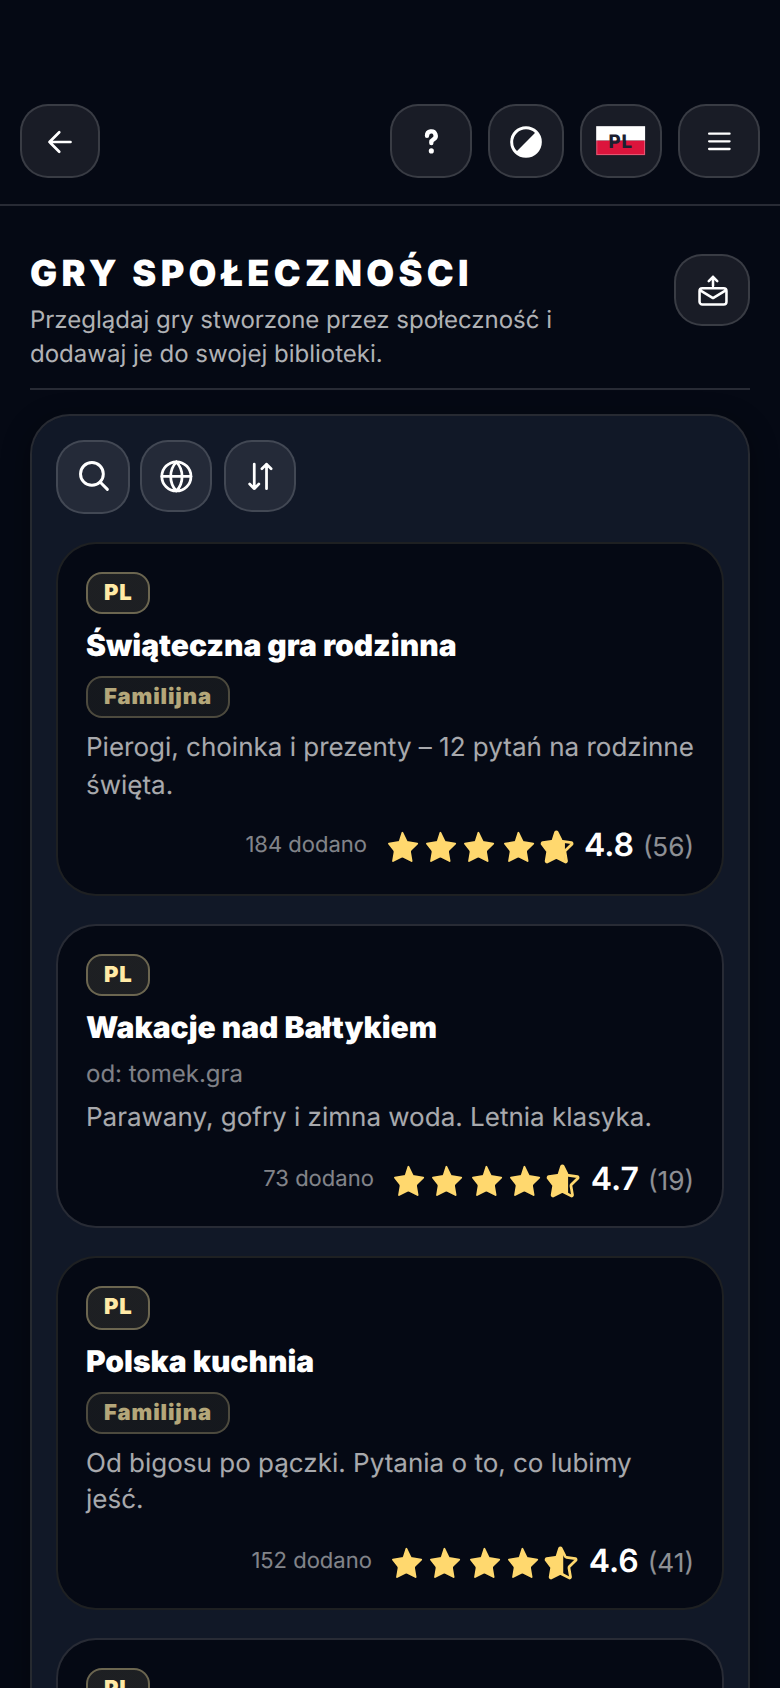 ?
PL
GRY SPOŁECZNOŚCI
Przeglądaj gry stworzone przez społeczność i
dodawaj je do swojej biblioteki.
PL
Świąteczna gra rodzinna
Familijna
Pierogi, choinka i prezenty – 12 pytań na rodzinne
święta.
184 dodano 4.8 (56)
PL
Wakacje nad Bałtykiem
od: tomek.gra
Parawany, gofry i zimna woda. Letnia klasyka.
73 dodano 4.7 (19)
PL
Polska kuchnia
Familijna
Od bigosu po pączki. Pytania o to, co lubimy
jeść.
152 dodano 4.6 (41)
PL